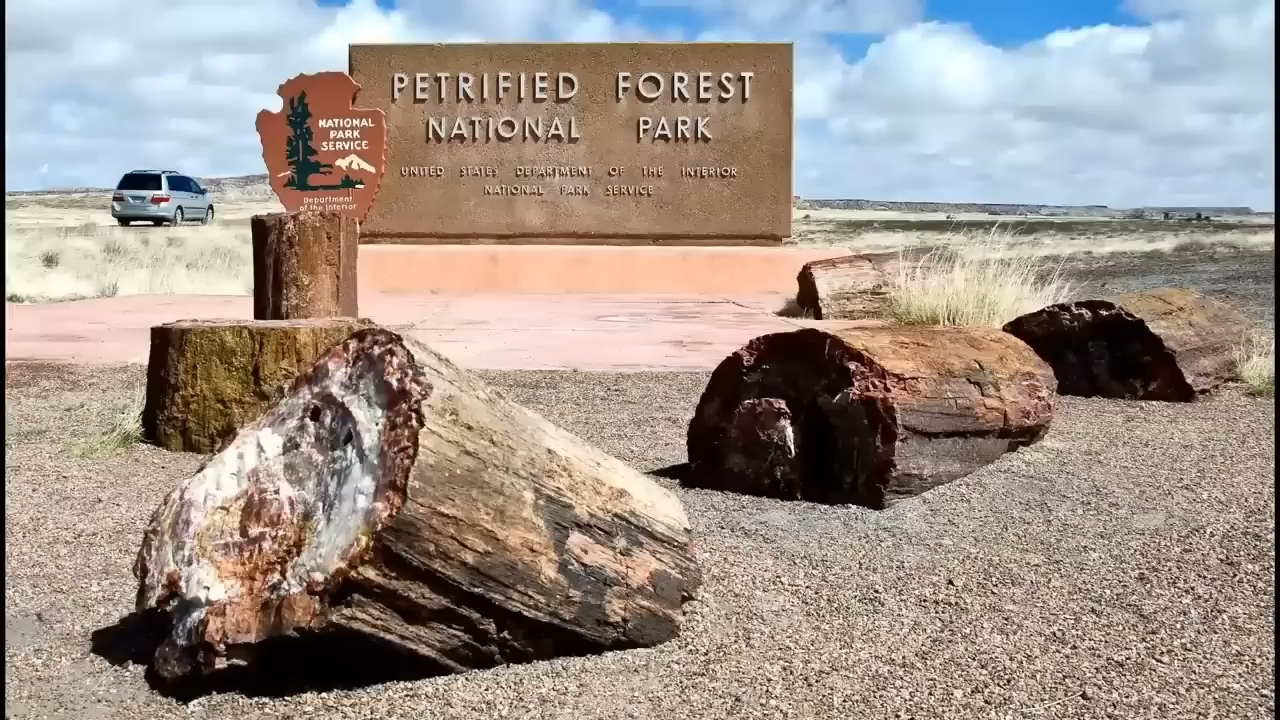 PETRIFIED FOREST
NATIONAL PARK
UNITED STATES DEPARTMENT OF THE INTERIOR
NATIONAL PARK SERVICE
NATIONAL
PARK
SERVICE
Department
of the Interior